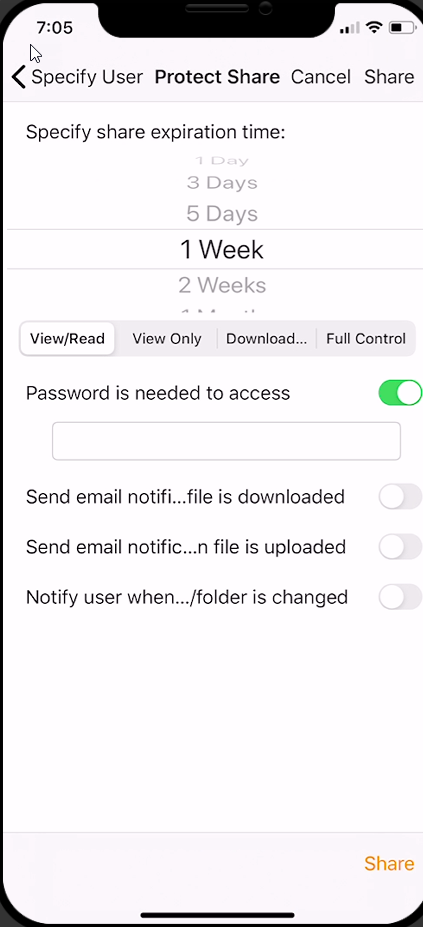 7:05
Specify User Protect Share Cancel Share
Specify share expiration time:
1 Day
3 Days
5 Days
1 Week
2 Weeks
View/Read View Only Download... Full Control
Password is needed to access
Send email notifi...file is downloaded
Send email notific...n file is uploaded
Notify user when.../folder is changed
Share